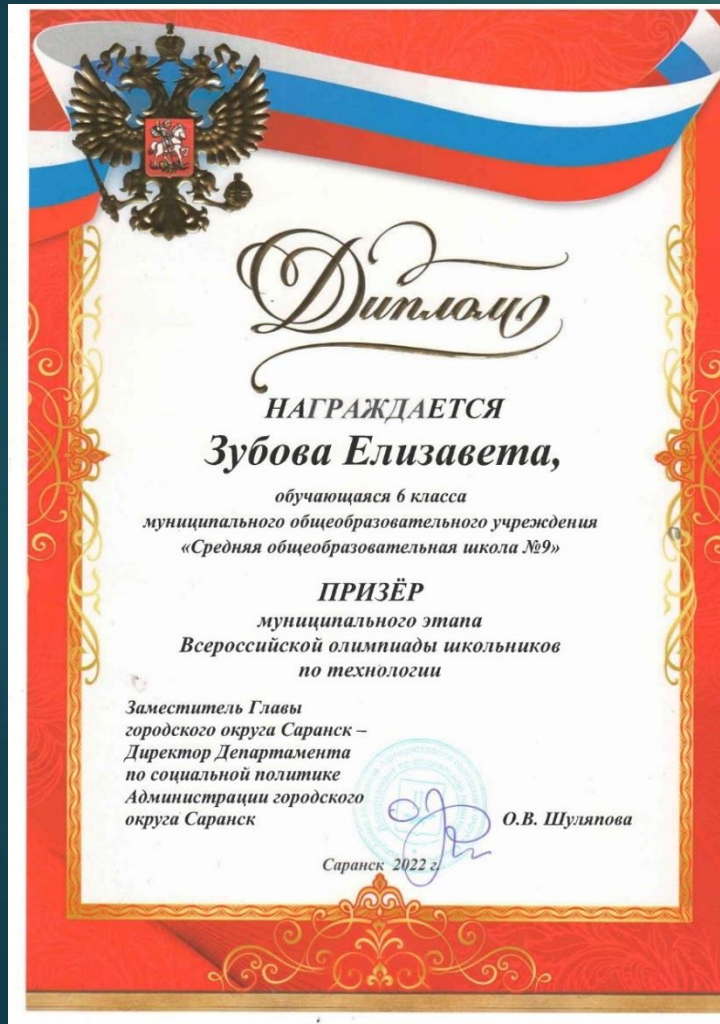 Диплом
НАГРАЖДАЕТСЯ
Зубова Елизавета,
обучающаяся 6 класса
муниципального общеобразовательного учреждения
«Средняя общеобразовательная школа №9»
ПРИЗЁР
муниципального этапа
Всероссийской олимпиады школьников
по технологии
Заместитель Главы
городского округа Саранск –
Директор Департамента
по социальной политике
Администрации городского
округа Саранск
О.В. Шуляпова
Саранск 2022 г.